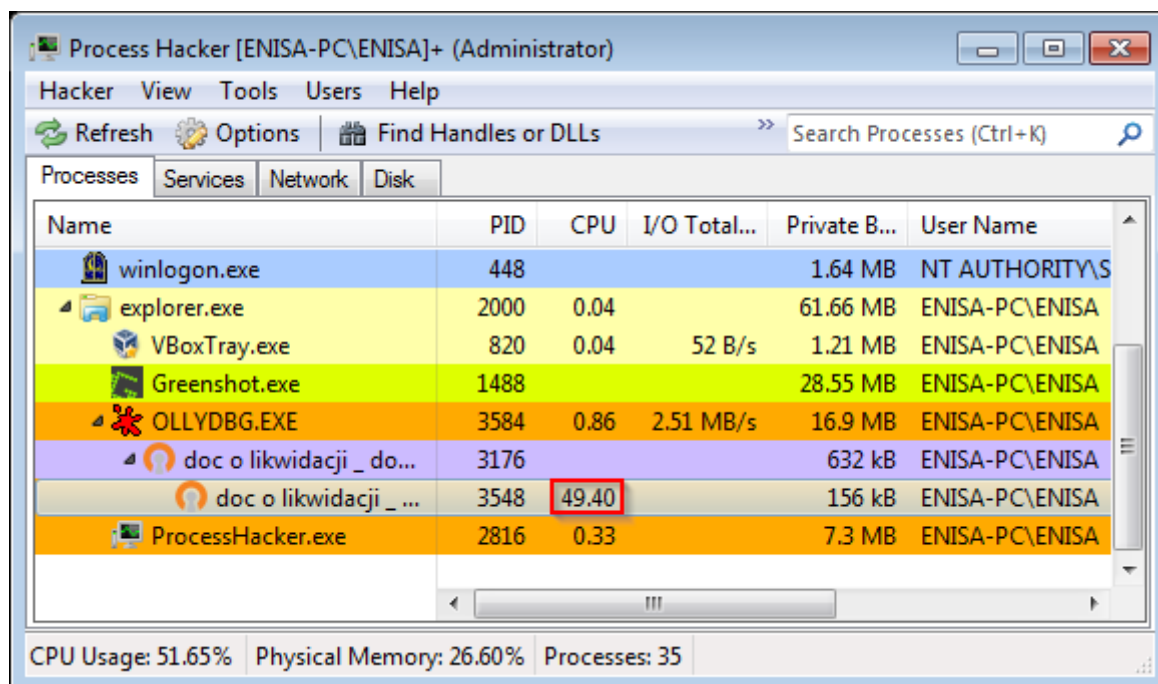 Process Hacker [ENISA-PC\ENISA]+ (Administrator)
Hacker View Tools Users Help
Refresh Options Find Handles or DLLs » Search Processes (Ctrl+K)
Processes Services Network Disk
Name PID CPU I/O Total... Private B... User Name
winlogon.exe 448 1.64 MB NT AUTHORITY\S
explorer.exe 2000 0.04 61.66 MB ENISA-PC\ENISA
VBoxTray.exe 820 0.04 52 B/s 1.21 MB ENISA-PC\ENISA
Greenshot.exe 1488 28.55 MB ENISA-PC\ENISA
OLLYDBG.EXE 3584 0.86 2.51 MB/s 16.9 MB ENISA-PC\ENISA
doc o likwidacji _ do... 3176 632 kB ENISA-PC\ENISA
doc o likwidacji _ ... 3548 49.40 156 kB ENISA-PC\ENISA
ProcessHacker.exe 2816 0.33 7.3 MB ENISA-PC\ENISA
CPU Usage: 51.65% Physical Memory: 26.60% Processes: 35